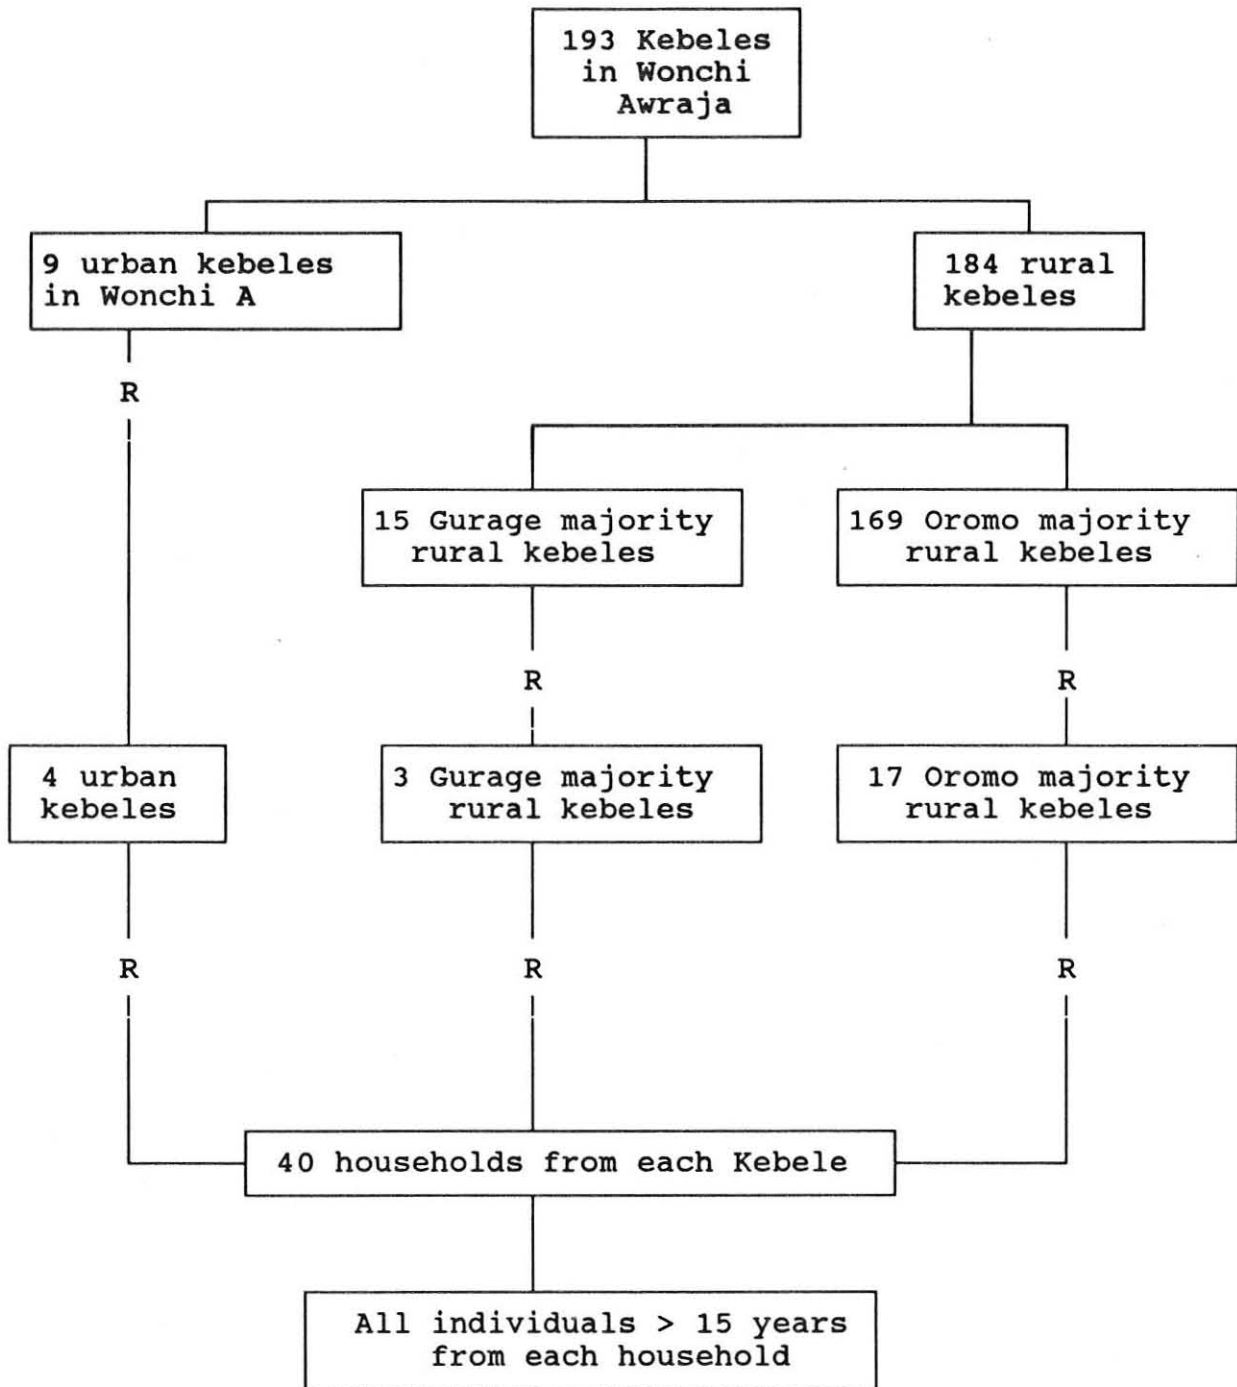 193 Kebeles
in Wonchi
Awraja
9 urban kebeles
in Wonchi A
184 rural
kebeles
R
15 Gurage majority
rural kebeles
169 Oromo majority
rural kebeles
R
R
4 urban
kebeles
3 Gurage majority
rural kebeles
17 Oromo majority
rural kebeles
R
R
R
40 households from each Kebele
All individuals > 15 years
from each household